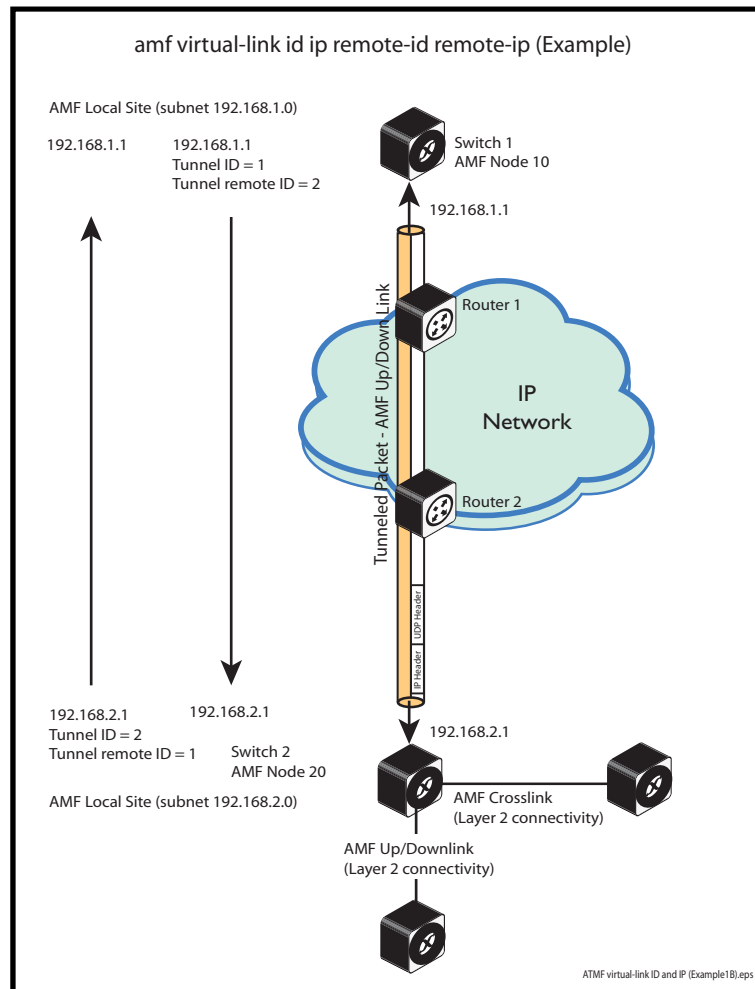 amf virtual-link id ip remote-id remote-ip (Example)
AMF Local Site (subnet 192.168.1.0)
192.168.1.1
192.168.1.1
Tunnel ID = 1
Tunnel remote ID = 2
Switch 1
AMF Node 10
192.168.1.1
Router 1
Tunneled Packet - AMF Up/Down Link
IP
Network
Router 2
UDP Header
IP Header
192.168.2.1
Tunnel ID = 2
Tunnel remote ID = 1
192.168.2.1
Switch 2
AMF Node 20
192.168.2.1
AMF Local Site (subnet 192.168.2.0)
AMF Crosslink
(Layer 2 connectivity)
AMF Up/Downlink
(Layer 2 connectivity)
ATMF virtual-link ID and IP (Example1B).eps